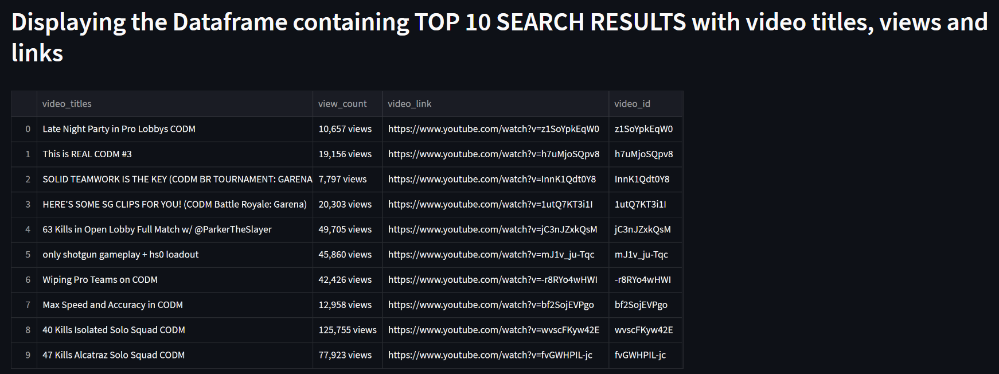 Displaying the Dataframe containing TOP 10 SEARCH RESULTS with video titles, views and
links
video_titles view_count video_link video_id
0 Late Night Party in Pro Lobbys CODM 10,657 views https://www.youtube.com/watch?v=z1SoYpkEqW0 z1SoYpkEqW0
1 This is REAL CODM #3 19,156 views https://www.youtube.com/watch?v=h7uMjoSQpv8 h7uMjoSQpv8
2 SOLID TEAMWORK IS THE KEY (CODM BR TOURNAMENT: GARENA 7,797 views https://www.youtube.com/watch?v=InnK1Qdt0Y8 InnK1Qdt0Y8
3 HERE'S SOME SG CLIPS FOR YOU! (CODM Battle Royale: Garena) 20,303 views https://www.youtube.com/watch?v=1utQ7KT3i1I 1utQ7KT3i1I
4 63 Kills in Open Lobby Full Match w/ @ParkerTheSlayer 49,705 views https://www.youtube.com/watch?v=jC3nJZxkQsM jC3nJZxkQsM
5 only shotgun gameplay + hs0 loadout 45,860 views https://www.youtube.com/watch?v=mJ1v_ju-Tqc mJ1v_ju-Tqc
6 Wiping Pro Teams on CODM 42,426 views https://www.youtube.com/watch?v=-r8RYo4wHWI -r8RYo4wHWI
7 Max Speed and Accuracy in CODM 12,958 views https://www.youtube.com/watch?v=bf2SojEVPgo bf2SojEVPgo
8 40 Kills Isolated Solo Squad CODM 125,755 views https://www.youtube.com/watch?v=wvscFKyw42E wvscFKyw42E
9 47 Kills Alcatraz Solo Squad CODM 77,923 views https://www.youtube.com/watch?v=fvGWHPIL-jc fvGWHPIL-jc